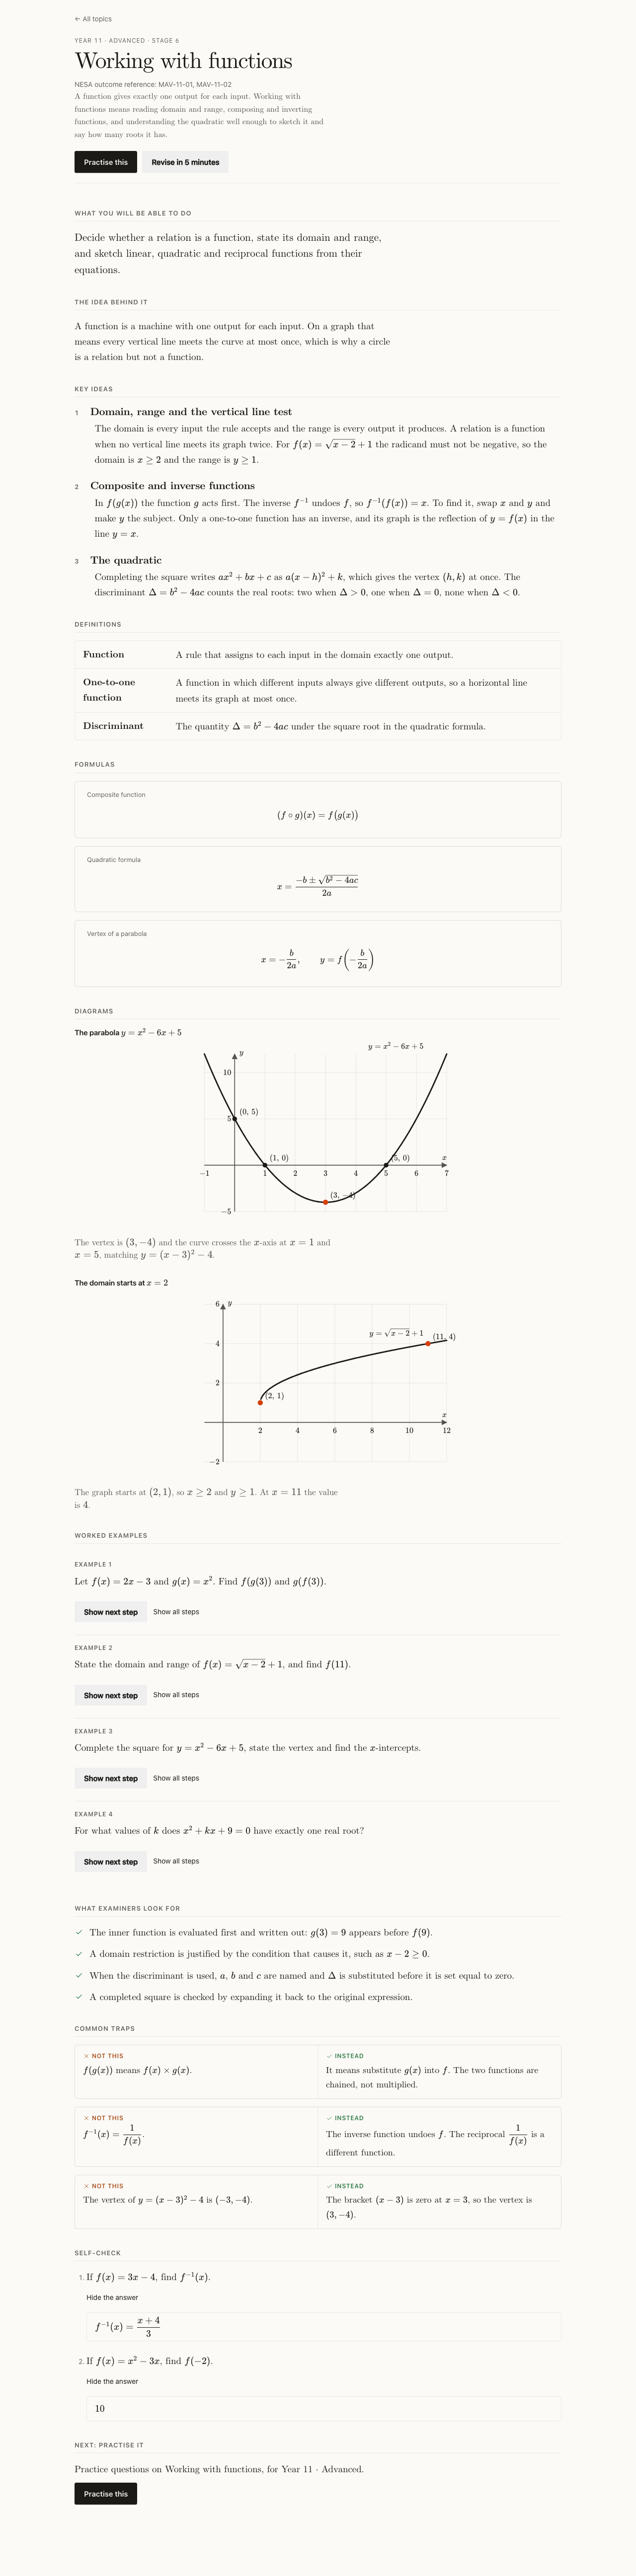 ← All topics
YEAR 11 · ADVANCED · STAGE 6
Working with functions
NESA outcome reference: MAV-11-01, MAV-11-02
A function gives exactly one output for each input. Working with
functions means reading domain and range, composing and inverting
functions, and understanding the quadratic well enough to sketch it and
say how many roots it has.
Practise this
Revise in 5 minutes
WHAT YOU WILL BE ABLE TO DO
Decide whether a relation is a function, state its domain and range,
and sketch linear, quadratic and reciprocal functions from their
equations.
THE IDEA BEHIND IT
A function is a machine with one output for each input. On a graph that
means every vertical line meets the curve at most once, which is why a circle
is a relation but not a function.
KEY IDEAS
1 Domain, range and the vertical line test
The domain is every input the rule accepts and the range is every output it produces. A relation is a function
when no vertical line meets its graph twice. For f(x) = √(x − 2) + 1 the radicand must not be negative, so the
domain is x ≥ 2 and the range is y ≥ 1.
2 Composite and inverse functions
In f(g(x)) the function g acts first. The inverse f⁻¹ undoes f, so f⁻¹(f(x)) = x. To find it, swap x and y and
make y the subject. Only a one-to-one function has an inverse, and its graph is the reflection of y = f(x) in the
line y = x.
3 The quadratic
Completing the square writes ax² + bx + c as a(x − h)² + k, which gives the vertex (h, k) at once. The
discriminant Δ = b² − 4ac counts the real roots: two when Δ > 0, one when Δ = 0, none when Δ < 0.
DEFINITIONS
Function A rule that assigns to each input in the domain exactly one output.
One-to-one function A function in which different inputs always give different outputs, so a horizontal line
meets its graph at most once.
Discriminant The quantity Δ = b² − 4ac under the square root in the quadratic formula.
FORMULAS
Composite function
(f ∘ g)(x) = f(g(x))
Quadratic formula
x = (−b ± √(b² − 4ac)) / 2a
Vertex of a parabola
x = −b/2a, y = f(−b/2a)
DIAGRAMS
The parabola y = x² − 6x + 5
y = x² − 6x + 5
y
10
5
(0, 5)
(1, 0)
(5, 0)
x
−1 1 2 3 4 5 6 7
(3, −4)
−5
The vertex is (3, −4) and the curve crosses the x-axis at x = 1 and
x = 5, matching y = (x − 3)² − 4.
The domain starts at x = 2
6 y
y = √(x − 2) + 1
(11, 4)
4
2
(2, 1)
x
2 4 6 8 10 12
−2
The graph starts at (2, 1), so x ≥ 2 and y ≥ 1. At x = 11 the value
is 4.
WORKED EXAMPLES
EXAMPLE 1
Let f(x) = 2x − 3 and g(x) = x². Find f(g(3)) and g(f(3)).
Show next step Show all steps
EXAMPLE 2
State the domain and range of f(x) = √(x − 2) + 1, and find f(11).
Show next step Show all steps
EXAMPLE 3
Complete the square for y = x² − 6x + 5, state the vertex and find the x-intercepts.
Show next step Show all steps
EXAMPLE 4
For what values of k does x² + kx + 9 = 0 have exactly one real root?
Show next step Show all steps
WHAT EXAMINERS LOOK FOR
✓ The inner function is evaluated first and written out: g(3) = 9 appears before f(9).
✓ A domain restriction is justified by the condition that causes it, such as x − 2 ≥ 0.
✓ When the discriminant is used, a, b and c are named and Δ is substituted before it is set equal to zero.
✓ A completed square is checked by expanding it back to the original expression.
COMMON TRAPS
× NOT THIS
f(g(x)) means f(x) × g(x).
✓ INSTEAD
It means substitute g(x) into f. The two functions are
chained, not multiplied.
× NOT THIS
f⁻¹(x) = 1/f(x).
✓ INSTEAD
The inverse function undoes f. The reciprocal 1/f(x) is a
different function.
× NOT THIS
The vertex of y = (x − 3)² − 4 is (−3, −4).
✓ INSTEAD
The bracket (x − 3) is zero at x = 3, so the vertex is
(3, −4).
SELF-CHECK
1. If f(x) = 3x − 4, find f⁻¹(x).
Hide the answer
f⁻¹(x) = (x + 4)/3
2. If f(x) = x² − 3x, find f(−2).
Hide the answer
10
NEXT: PRACTISE IT
Practice questions on Working with functions, for Year 11 · Advanced.
Practise this